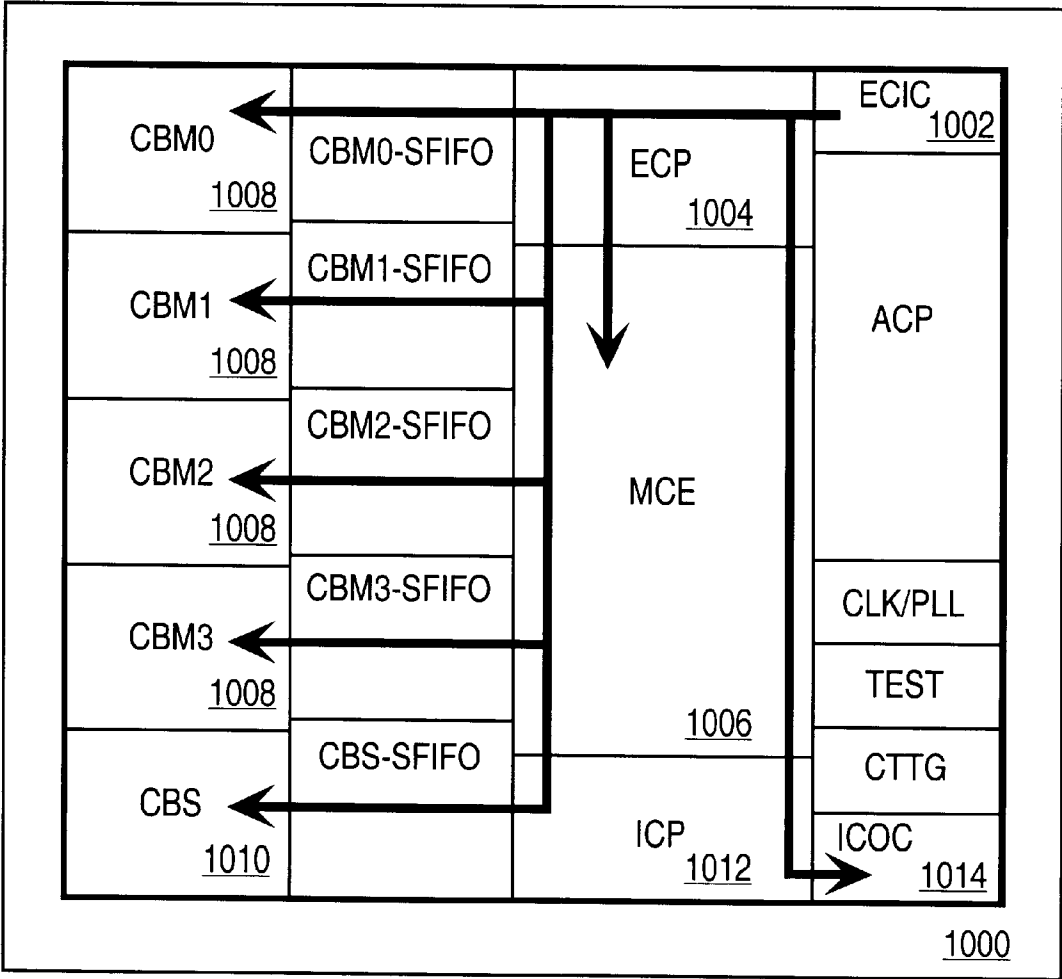 CBM0
1008
CBM1
1008
CBM2
1008
CBM3
1008
CBS
1010
CBM0-SFIFO
CBM1-SFIFO
CBM2-SFIFO
CBM3-SFIFO
CBS-SFIFO
ECP
1004
MCE
1006
ICP
1012
ECIC
1002
ACP
CLK/PLL
TEST
CTTG
ICOC
1014
1000